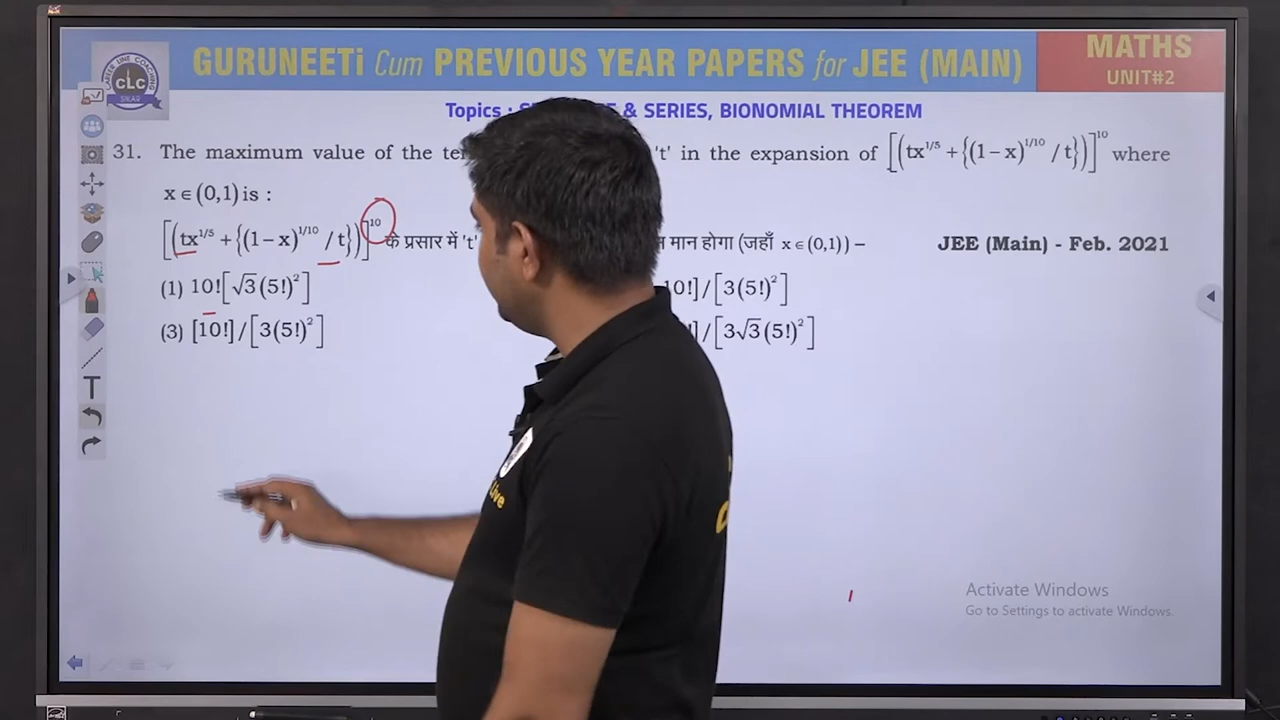 GURUNEETi Cum PREVIOUS YEAR PAPERS for JEE (MAIN)
MATHS
UNIT#2
CLC
SIKAR
Topics : & SERIES, BIONOMIAL THEOREM
31. The maximum value of the 't' in the expansion of [(tx^{1/5} + {(1−x)^{1/10} / t})]^{10} where
x ∈ (0,1) is :
[(tx^{1/5} + {(1−x)^{1/10} / t})]^{10} के प्रसार में 't' मान होगा (जहाँ x ∈ (0,1)) – JEE (Main) - Feb. 2021
(1) 10![√3(5!)^2] 10!]/[3(5!)^2]
(3) [10!]/[3(5!)^2] !]/[3√3(5!)^2]
Live
T
Activate Windows
Go to Settings to activate Windows.